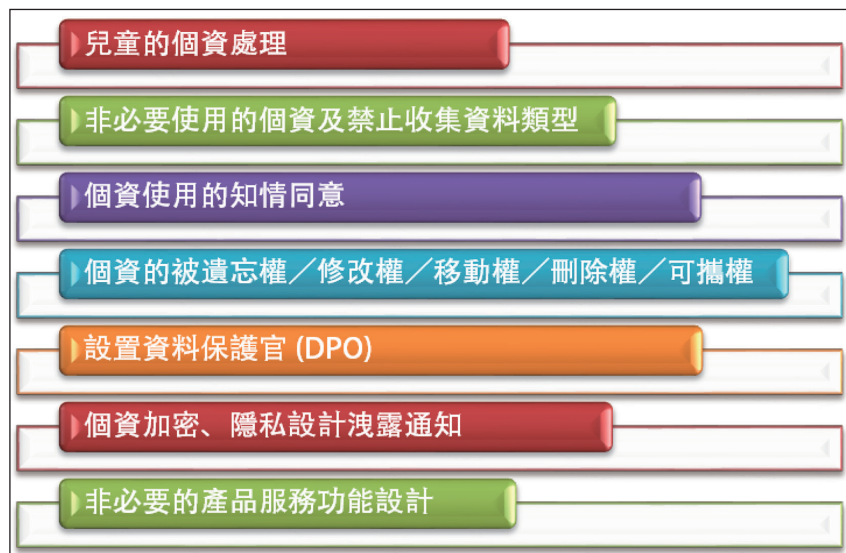 兒童的個資處理
非必要使用的個資及禁止收集資料類型
個資使用的知情同意
個資的被遺忘權／修改權／移動權／刪除權／可攜權
設置資料保護官 (DPO)
個資加密、隱私設計洩露通知
非必要的產品服務功能設計